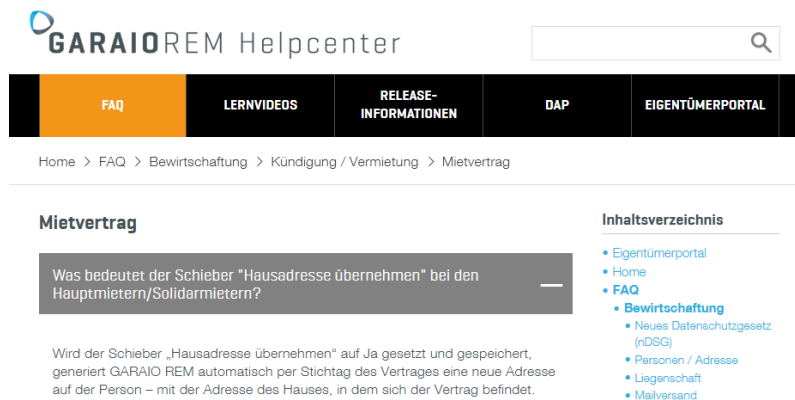 GARAIO REM Helpcenter
FAQ
LERNVIDEOS
RELEASE-
INFORMATIONEN
DAP
EIGENTÜMERPORTAL
Home > FAQ > Bewirtschaftung > Kündigung / Vermietung > Mietvertrag
Mietvertrag
Was bedeutet der Schieber "Hausadresse übernehmen" bei den
Hauptmietern/Solidarmietern?
Wird der Schieber „Hausadresse übernehmen“ auf Ja gesetzt und gespeichert,
generiert GARAIO REM automatisch per Stichtag des Vertrages eine neue Adresse
auf der Person – mit der Adresse des Hauses, in dem sich der Vertrag befindet.
Inhaltsverzeichnis
• Eigentümerportal
• Home
• FAQ
• Bewirtschaftung
• Neues Datenschutzgesetz
(nDSG)
• Personen / Adresse
• Liegenschaft
• Mailversand